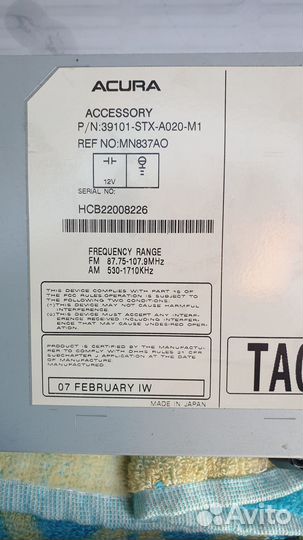 ACURA
ACCESSORY
P/N:39101-STX-A020-M1
REF NO:MN837AO
12V
SERIAL NO:
HCB22008226
FREQUENCY RANGE
FM 87.75-107.9MHz
AM 530-1710KHz
THIS DEVICE COMPLIES WITH PART 15 OF
THE FCC RULES.OPERATION IS SUBJECT TO THE
FOLLOWING TWO CONDITIONS.
(1)THIS DEVICE MAY NOT CAUSE HARMFUL
INTERFERENCE.
(2)THIS DEVICE MUST ACCEPT ANY INTERF-
ERENCE RECEIVED INCLUDING INTERFER-
ENCE THAT MAY CAUSE UNDESIRED OPER-
ATION.
PRODUCT IS CERTIFIED BY THE MANUFACTU-
RER TO COMPLY WITH DHHS RULES 21 CFR
SUBCHAPTER J APPLICATION AT THE DATE
OF MANUFACTURE.
MANUFACTURED
07 FEBRUARY IW
MADE IN JAPAN
TAC
Avito